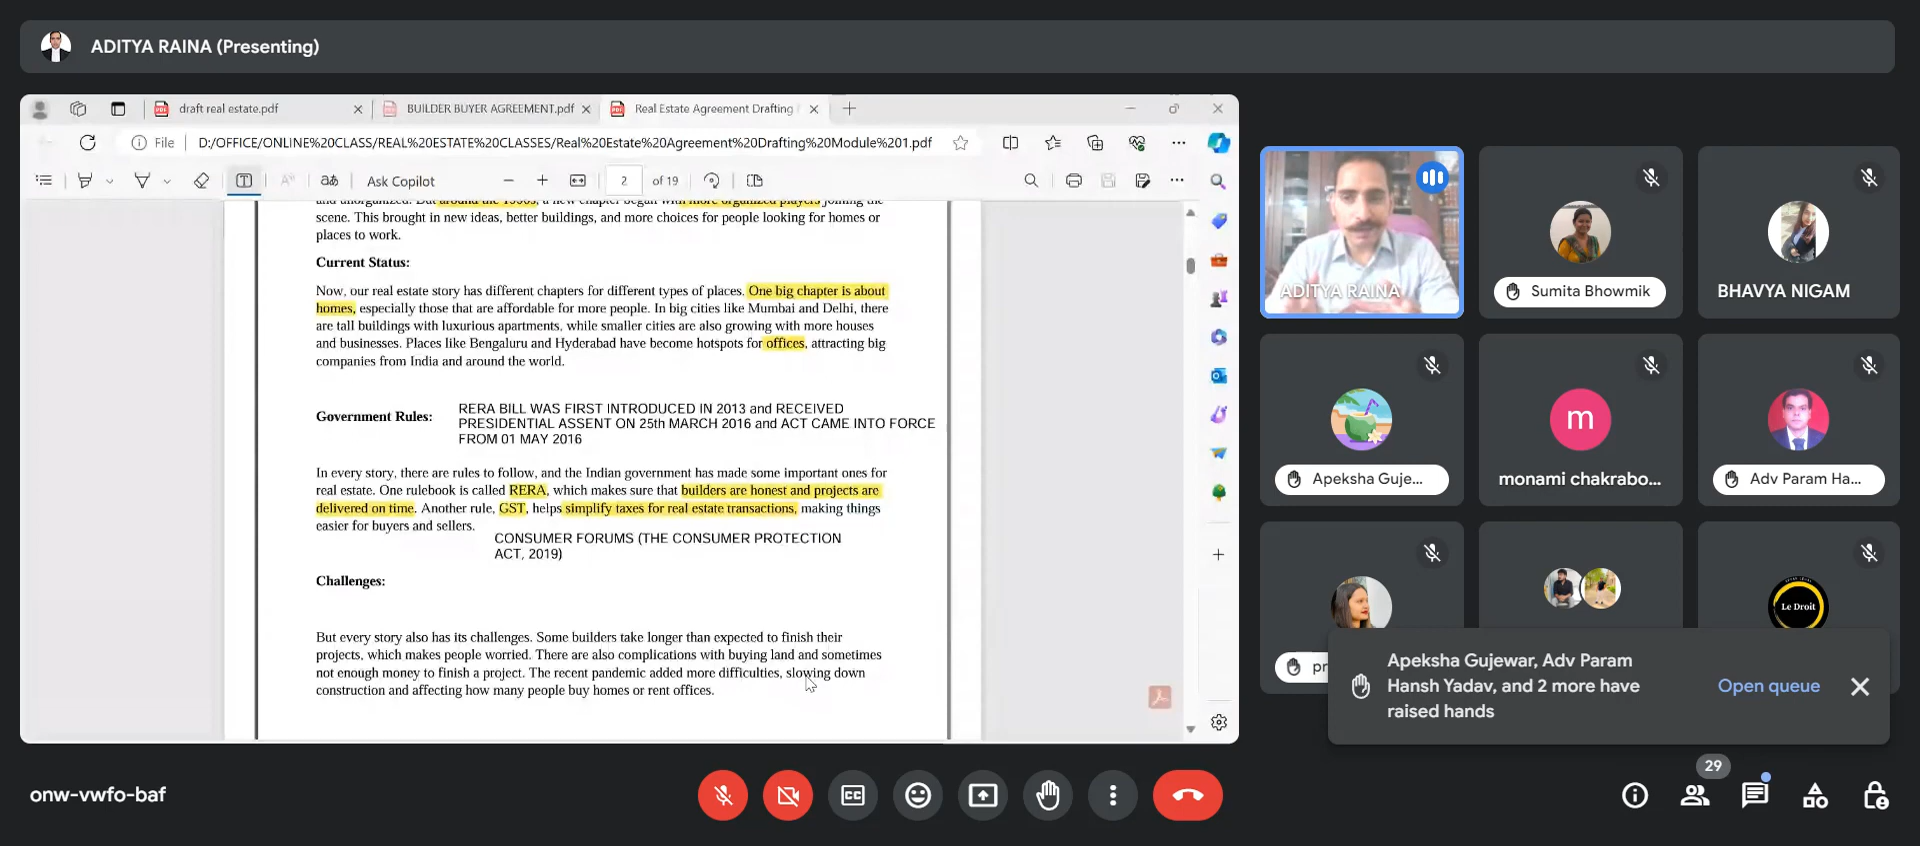 ADITYA RAINA (Presenting)
draft real estate.pdf
BUILDER BUYER AGREEMENT.pdf
Real Estate Agreement Drafting
File
D:/OFFICE/ONLINE%20CLASS/REAL%20ESTATE%20CLASSES/Real%20Estate%20Agreement%20Drafting%20Module%201.pdf
Ask Copilot
2
of 19
and unorganized. But around the 1990s, a new chapter began with more organized players joining the
scene. This brought in new ideas, better buildings, and more choices for people looking for homes or
places to work.
Current Status:
Now, our real estate story has different chapters for different types of places. One big chapter is about
homes, especially those that are affordable for more people. In big cities like Mumbai and Delhi, there
are tall buildings with luxurious apartments, while smaller cities are also growing with more houses
and businesses. Places like Bengaluru and Hyderabad have become hotspots for offices, attracting big
companies from India and around the world.
Government Rules:
RERA BILL WAS FIRST INTRODUCED IN 2013 and RECEIVED
PRESIDENTIAL ASSENT ON 25th MARCH 2016 and ACT CAME INTO FORCE
FROM 01 MAY 2016
In every story, there are rules to follow, and the Indian government has made some important ones for
real estate. One rulebook is called RERA, which makes sure that builders are honest and projects are
delivered on time. Another rule, GST, helps simplify taxes for real estate transactions, making things
easier for buyers and sellers.
CONSUMER FORUMS (THE CONSUMER PROTECTION
ACT, 2019)
Challenges:
But every story also has its challenges. Some builders take longer than expected to finish their
projects, which makes people worried. There are also complications with buying land and sometimes
not enough money to finish a project. The recent pandemic added more difficulties, slowing down
construction and affecting how many people buy homes or rent offices.
ADITYA RAINA
Sumita Bhowmik
BHAVYA NIGAM
Apeksha Guje...
m
monami chakrabo...
Adv Param Ha...
Le Droit
pr
Apeksha Gujewar, Adv Param
Hansh Yadav, and 2 more have
raised hands
Open queue
onw-vwfo-baf
29